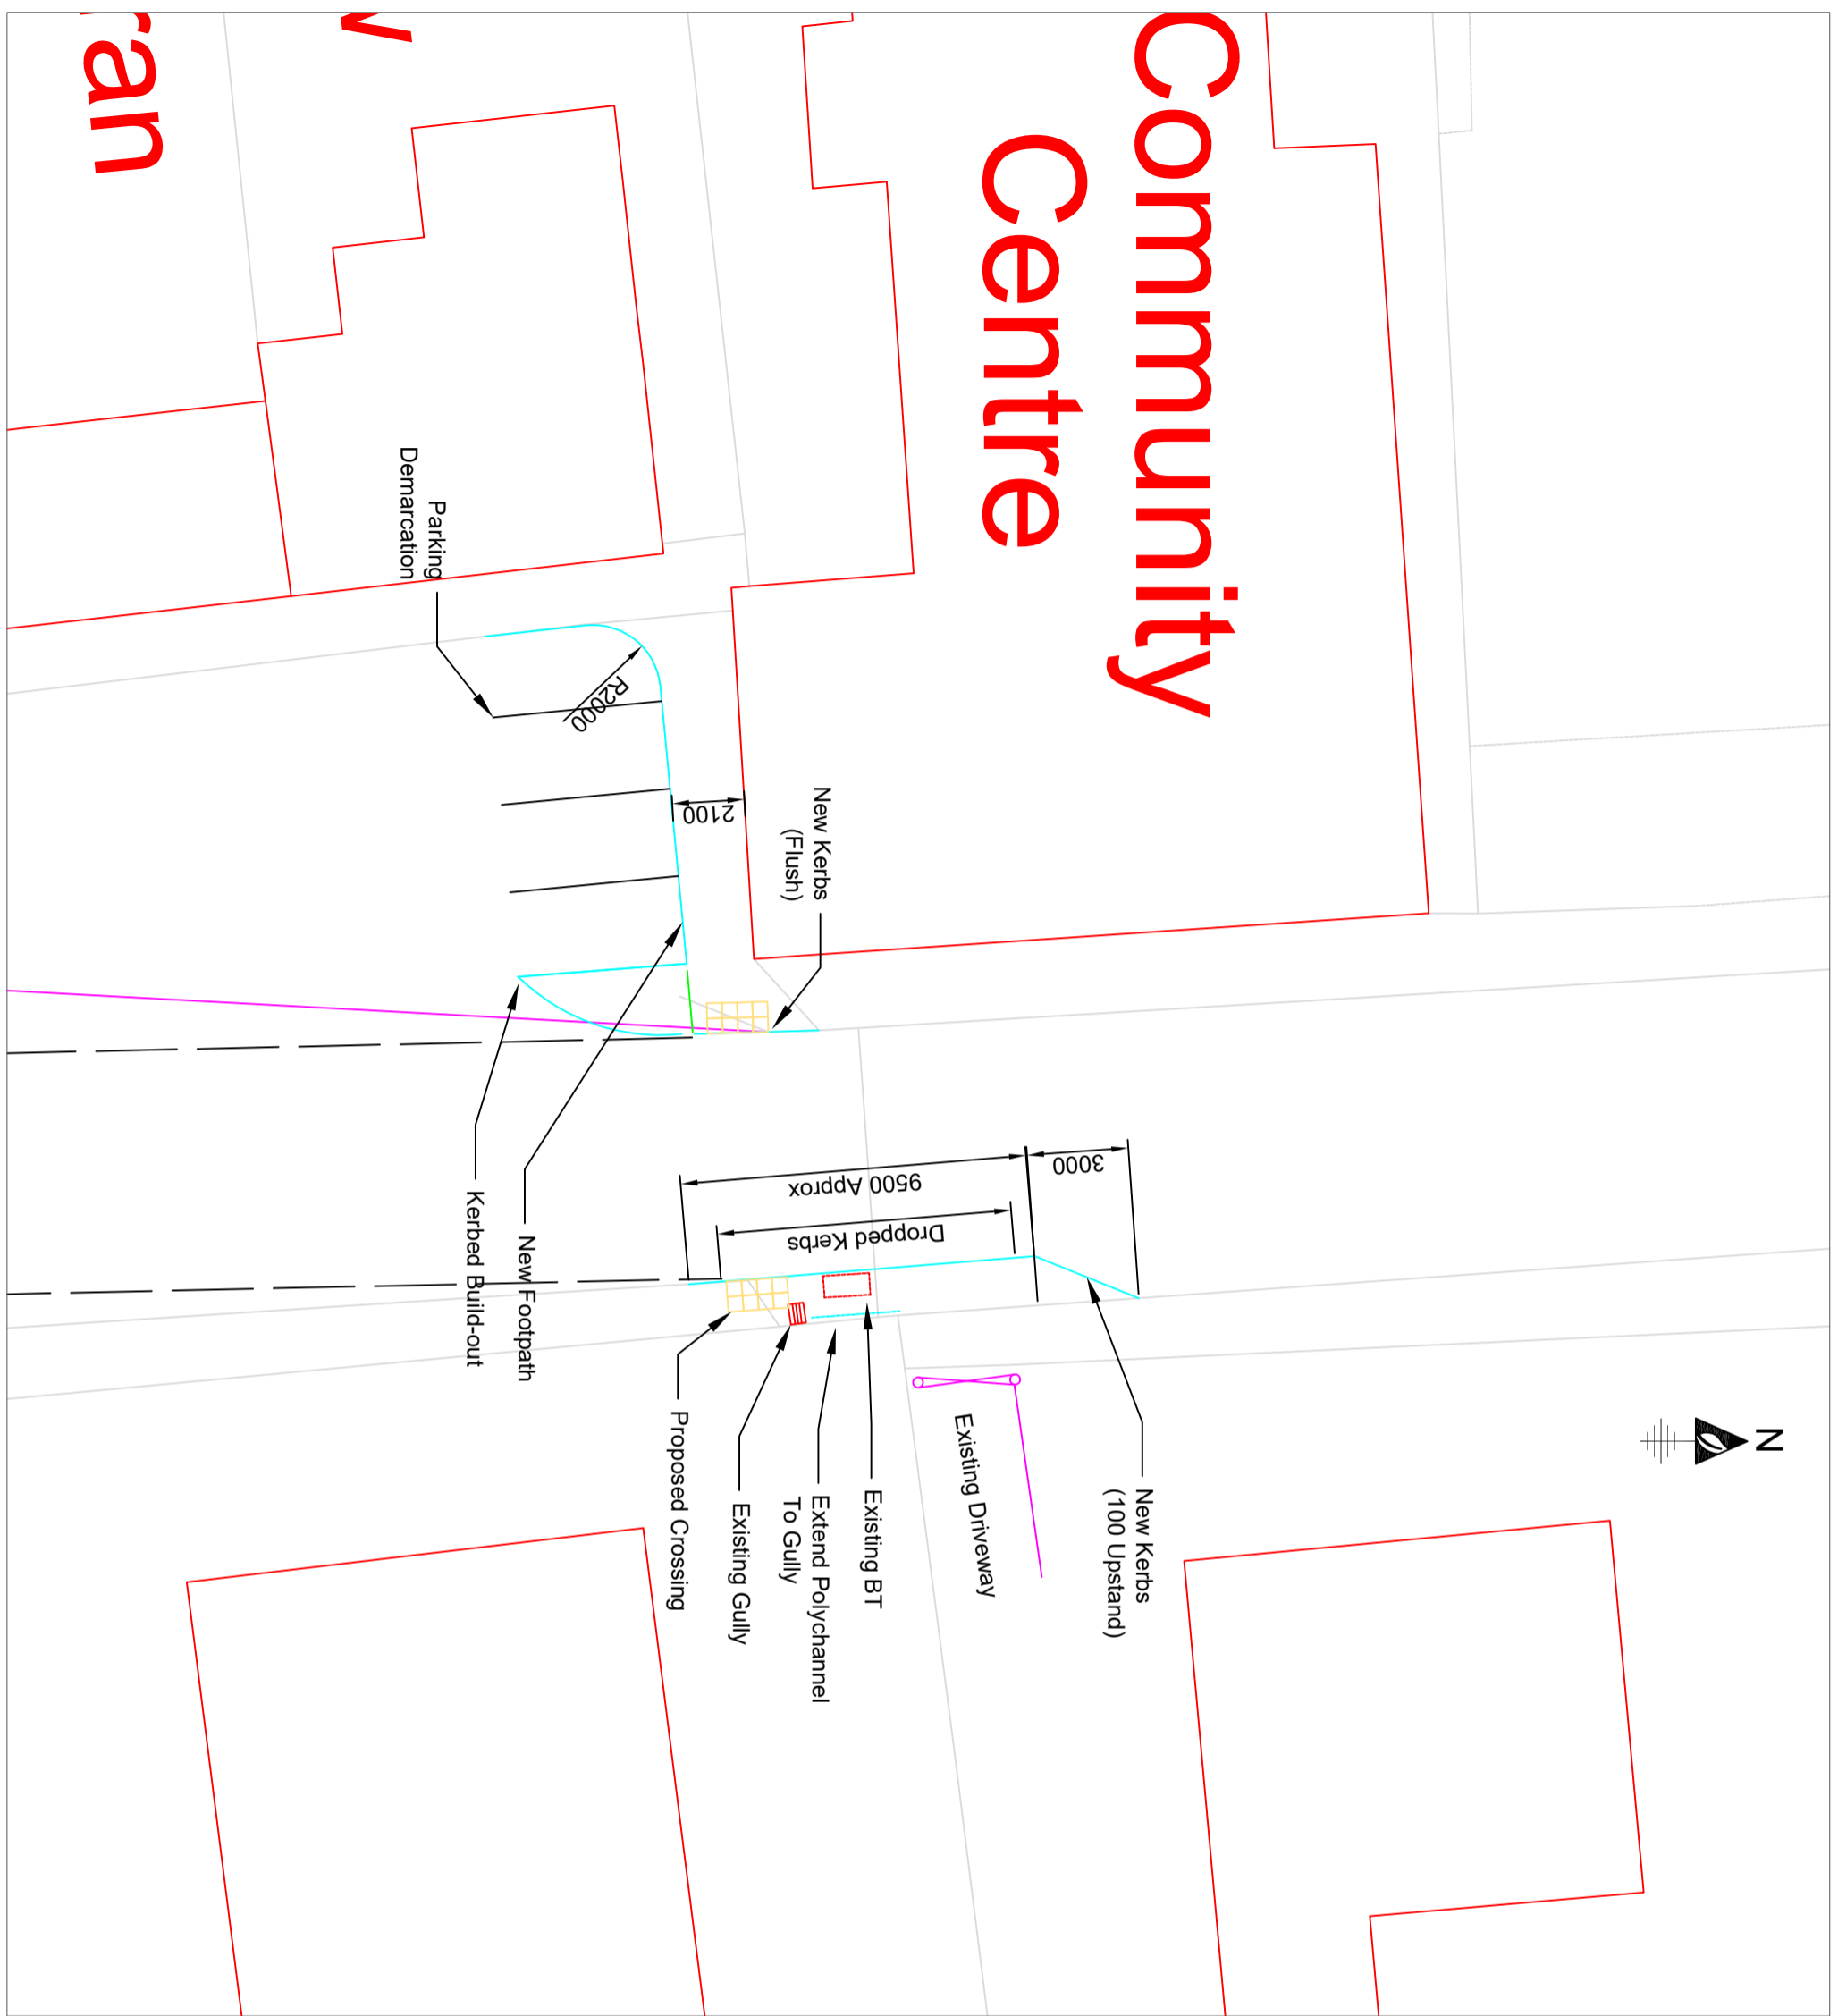 Community
Centre
ran
Parking
Demarcation
R2000
2100
New Kerbs
(Flush)
Kerbed Build-out
New Footpath
9500 Approx
3000
Dropped Kerbs
Proposed Crossing
Existing Gully
Extend Polychannel
To Gully
Existing BT
Existing Driveway
New Kerbs
(100 Upstand)
N